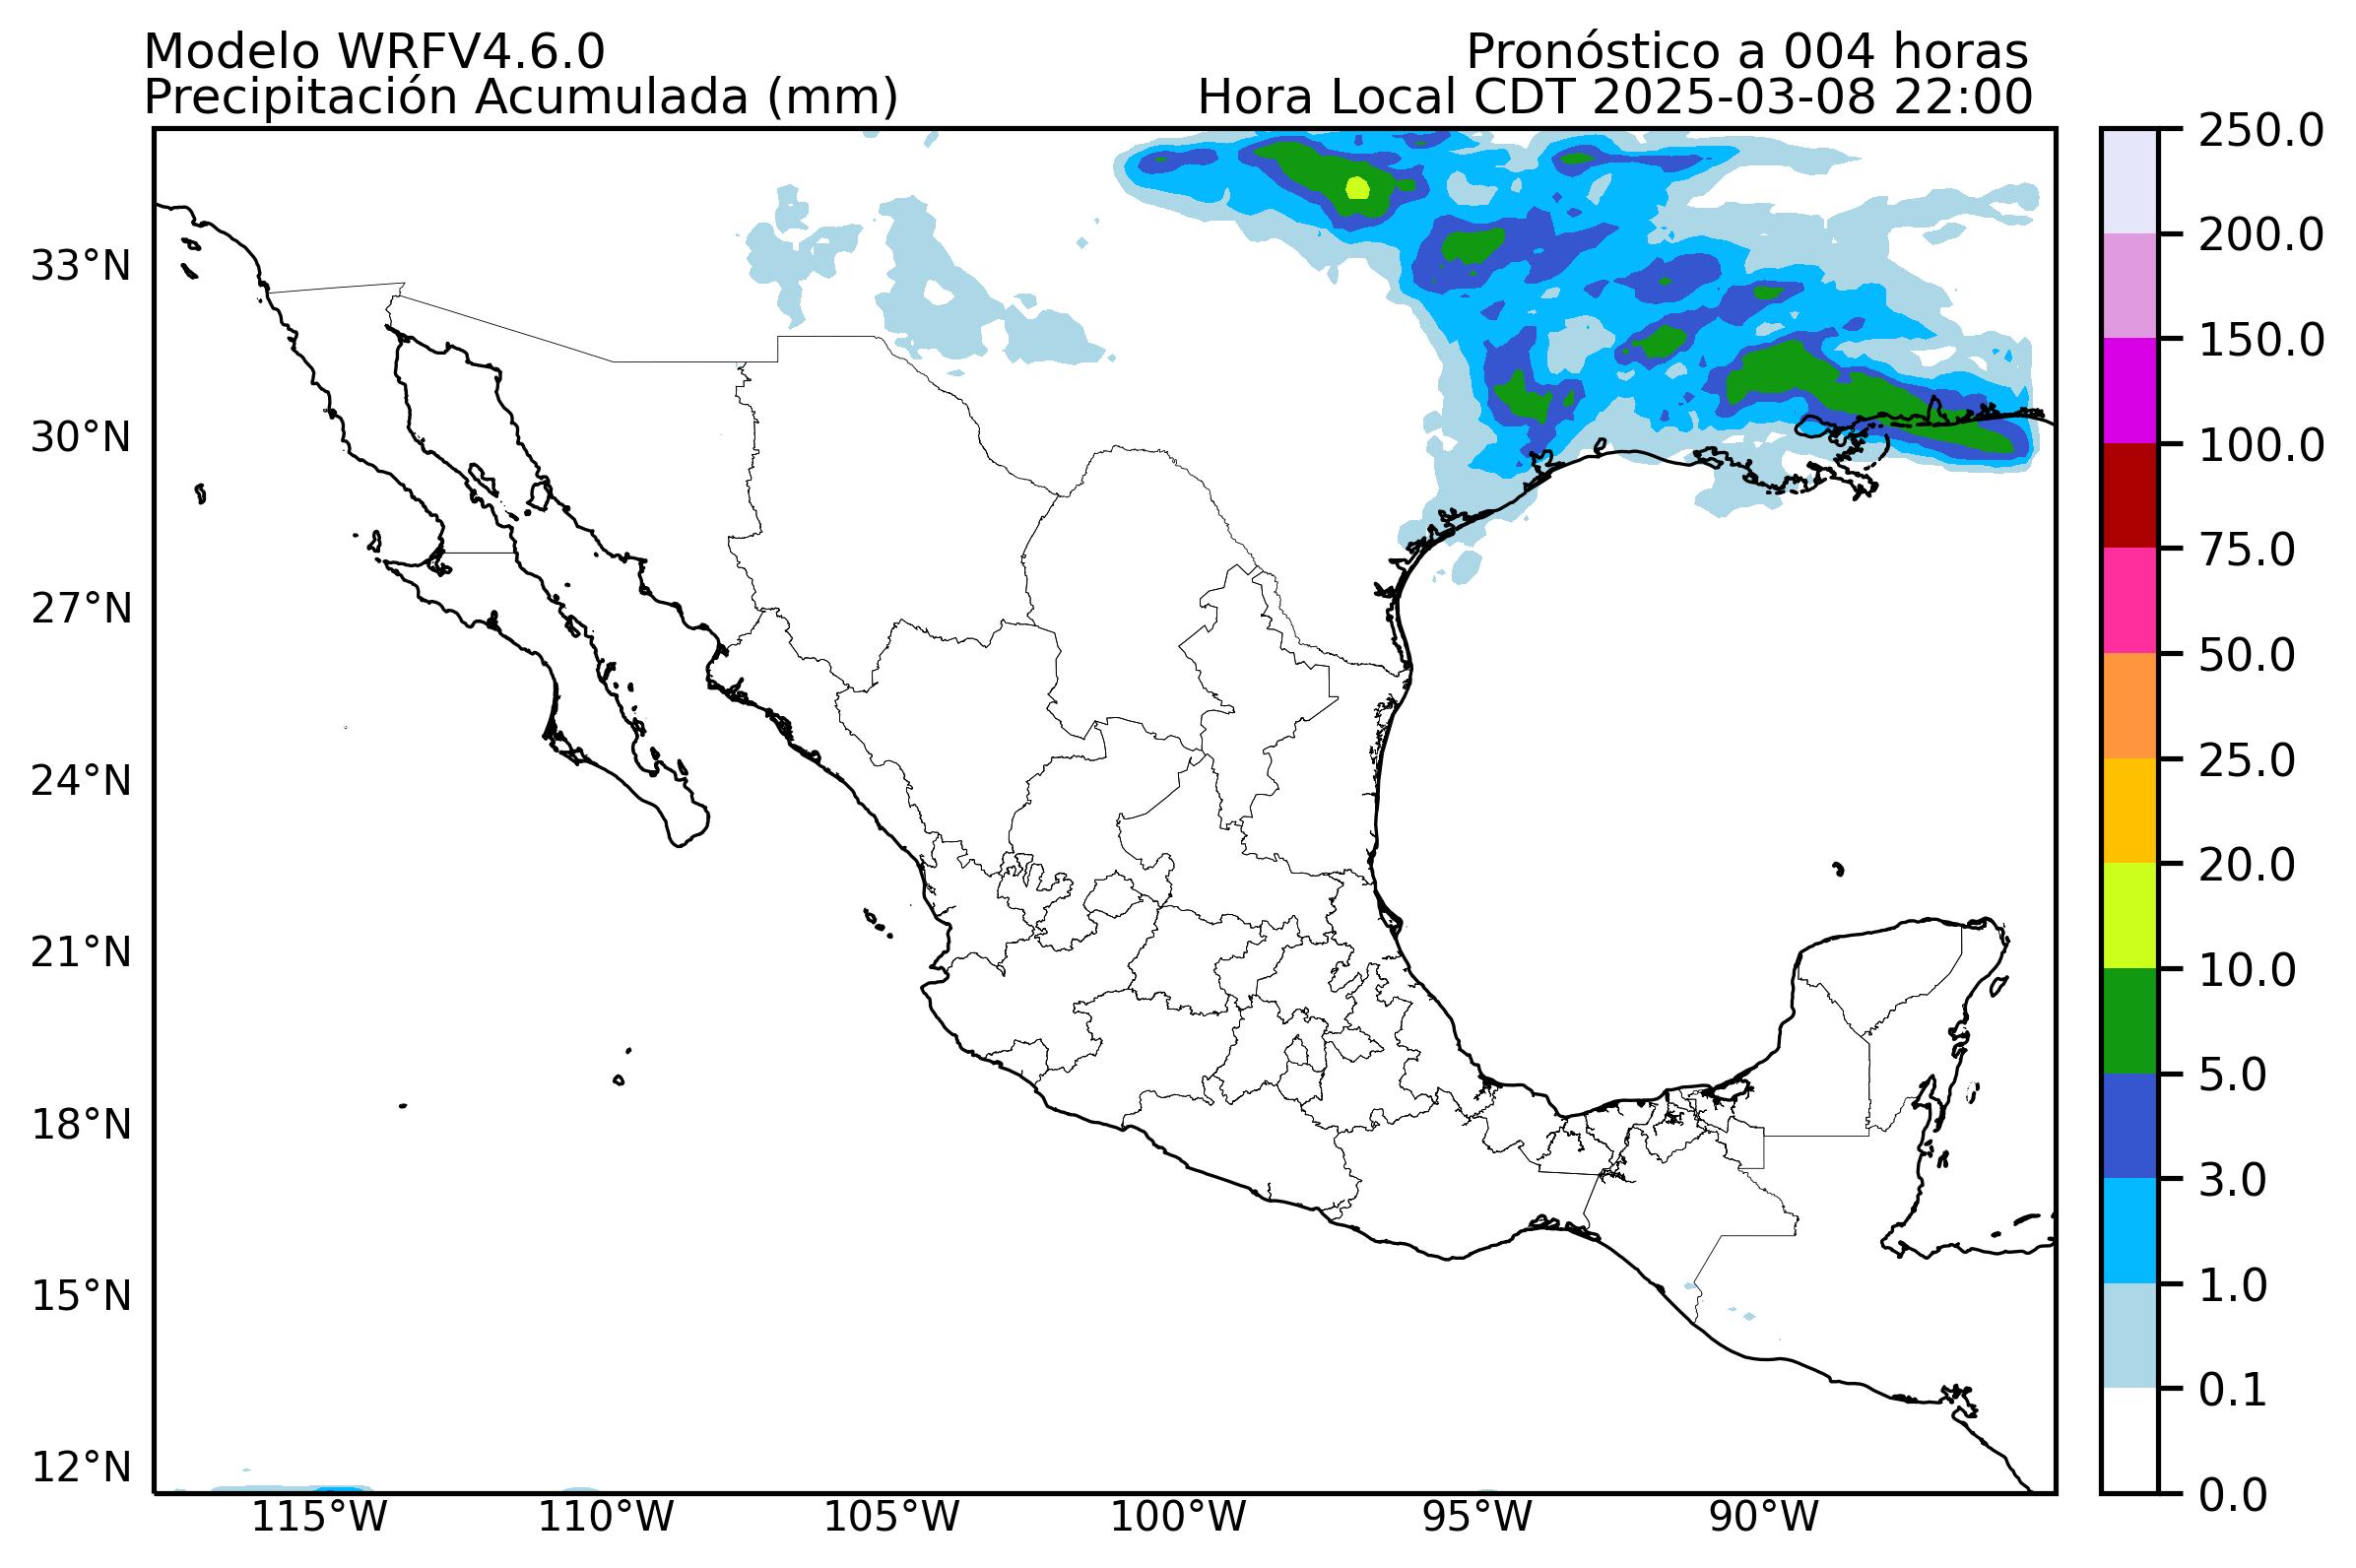 Modelo WRFV4.6.0
Pronóstico a 004 horas
Precipitación Acumulada (mm)
Hora Local CDT 2025-03-08 22:00
33°N
30°N
27°N
24°N
21°N
18°N
15°N
12°N
115°W
110°W
105°W
100°W
95°W
90°W
250.0
200.0
150.0
100.0
75.0
50.0
25.0
20.0
10.0
5.0
3.0
1.0
0.1
0.0